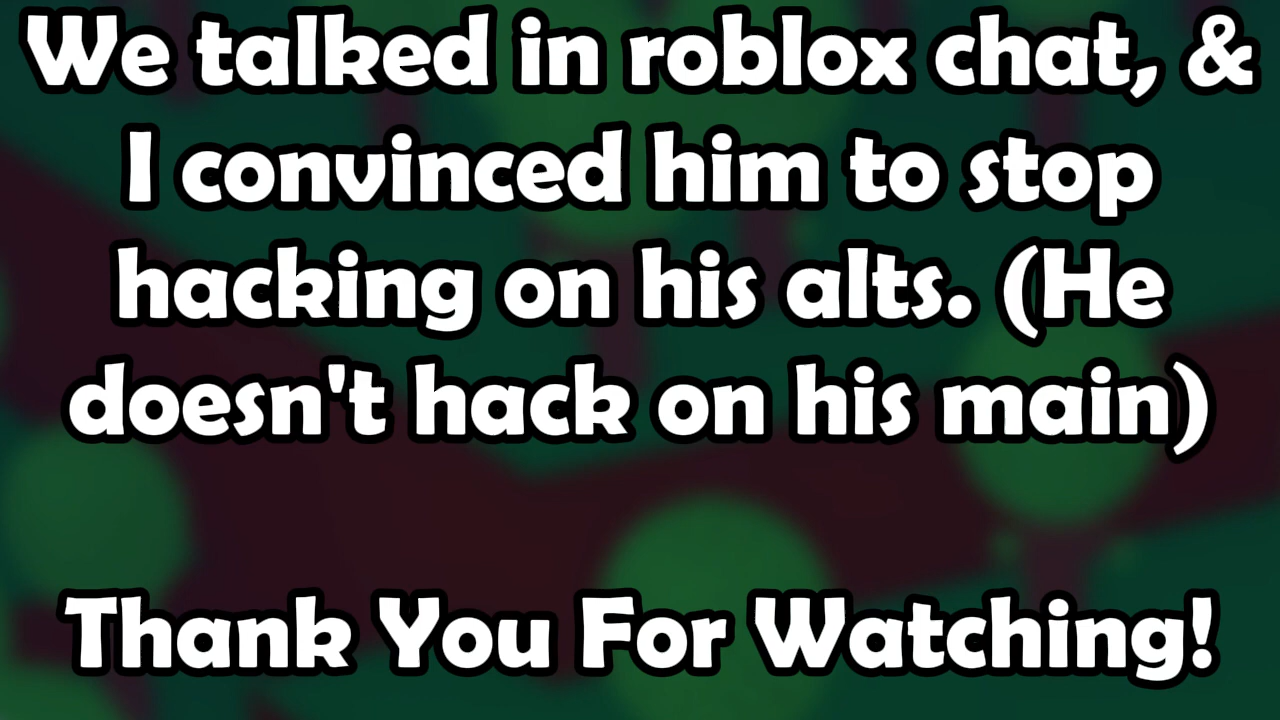 We talked in roblox chat, &
I convinced him to stop
hacking on his alts. (He
doesn't hack on his main)
Thank You For Watching!